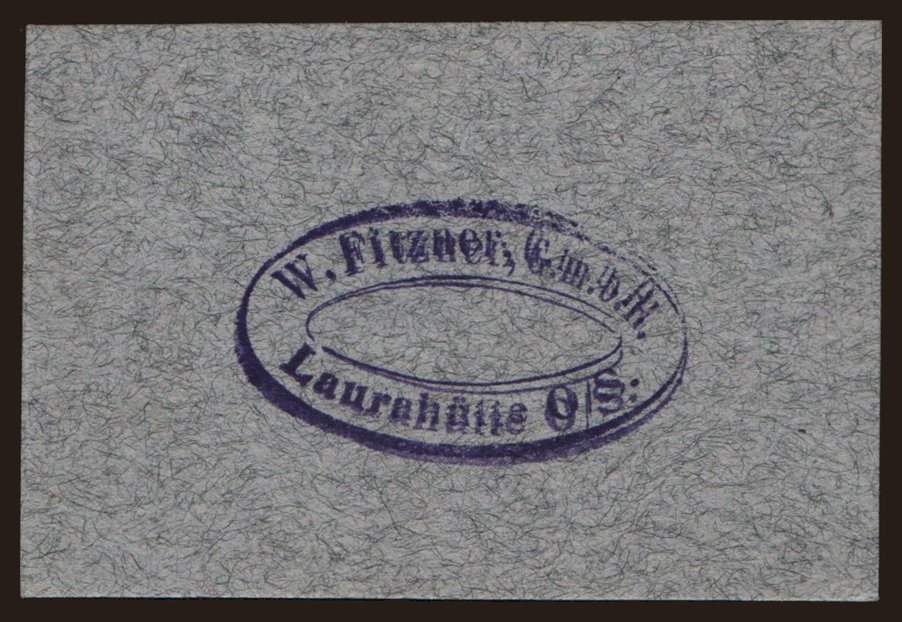 W. Fitzner, G.m.b.H.
Laurahütte O/S.